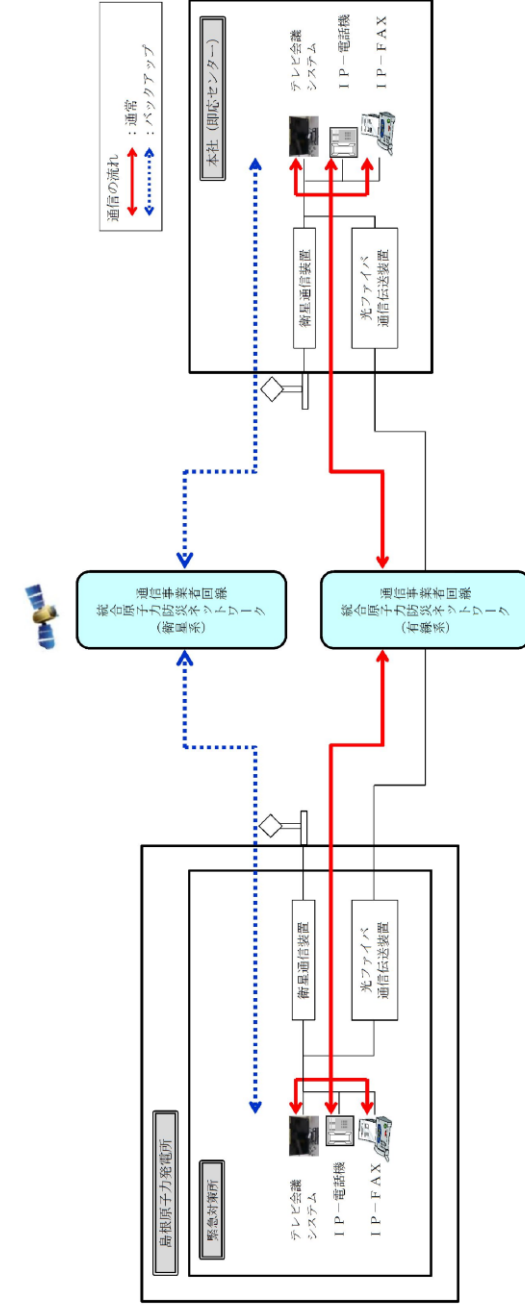 通信の流れ
：通常
：バックアップ
島根原子力発電所
緊急対策所
テレビ会議
システム
ＩＰ－電話機
ＩＰ－ＦＡＸ
衛星通信装置
光ファイバ
通信伝送装置
通信事業者回線
統合原子力防災ネットワーク
（衛星系）
通信事業者回線
統合原子力防災ネットワーク
（有線系）
本社（即応センター）
衛星通信装置
光ファイバ
通信伝送装置
テレビ会議
システム
ＩＰ－電話機
ＩＰ－ＦＡＸ